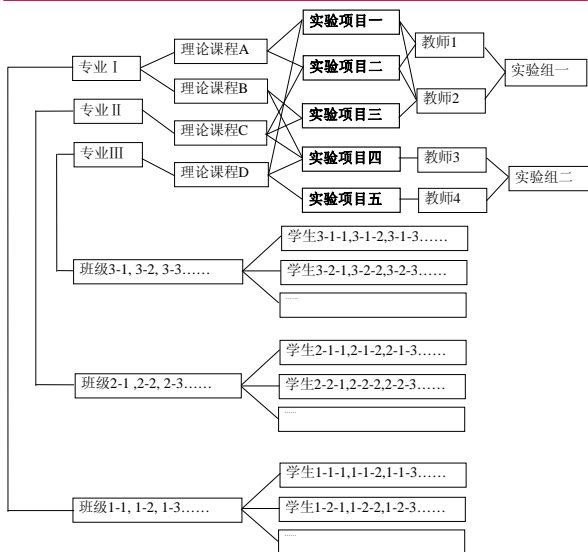 实验项目一
理论课程A
教师1
专业Ⅰ
实验项目二
实验组一
理论课程B
教师2
专业Ⅱ
实验项目三
理论课程C
专业Ⅲ
实验项目四
教师3
理论课程D
实验组二
实验项目五
教师4
学生3-1-1,3-1-2,3-1-3……
班级3-1, 3-2, 3-3……
学生3-2-1,3-2-2,3-2-3……
……
学生2-1-1,2-1-2,2-1-3……
班级2-1 ,2-2, 2-3……
学生2-2-1,2-2-2,2-2-3……
……
学生1-1-1,1-1-2,1-1-3……
班级1-1, 1-2, 1-3……
学生1-2-1,1-2-2,1-2-3……
……